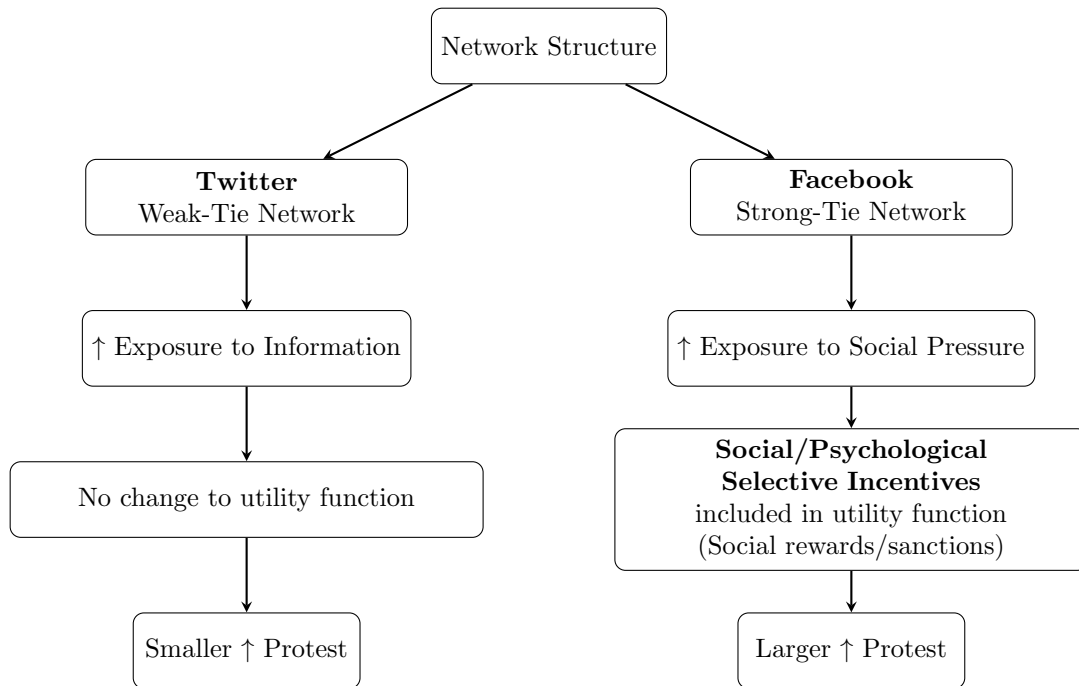 Network Structure
Twitter
Weak-Tie Network
Facebook
Strong-Tie Network
↑ Exposure to Information
↑ Exposure to Social Pressure
No change to utility function
Social/Psychological
Selective Incentives
included in utility function
(Social rewards/sanctions)
Smaller ↑ Protest
Larger ↑ Protest